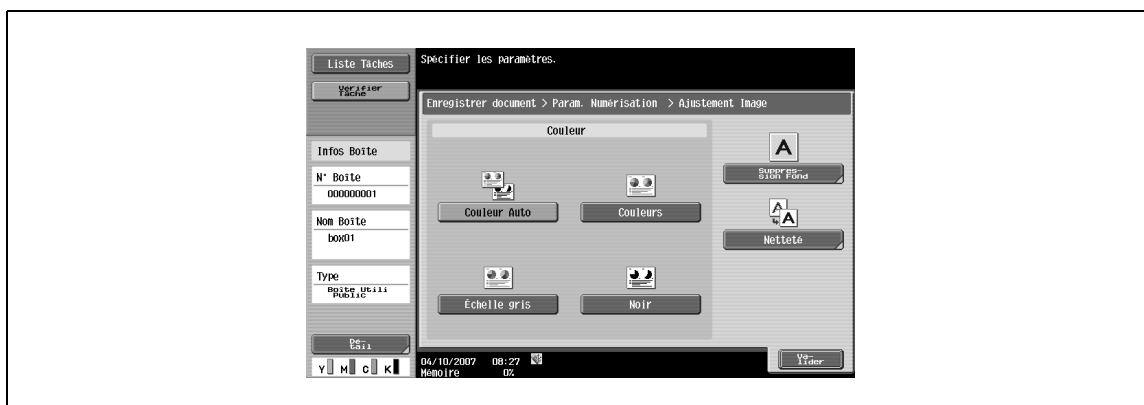 Liste Tâches
Vérifier
Tâche
Infos Boîte
N° Boîte
000000001
Nom Boîte
box01
Type
Boîte Utili
Public
Dé-
tail
Y M C K
Spécifier les paramètres.
Enregistrer document > Param. Numérisation > Ajustement Image
Couleur
Couleur Auto
Couleurs
Échelle gris
Noir
A
Suppres-
sion Fond
A
A
Netteté
04/10/2007 08:27
Mémoire 0%
Va-
lider